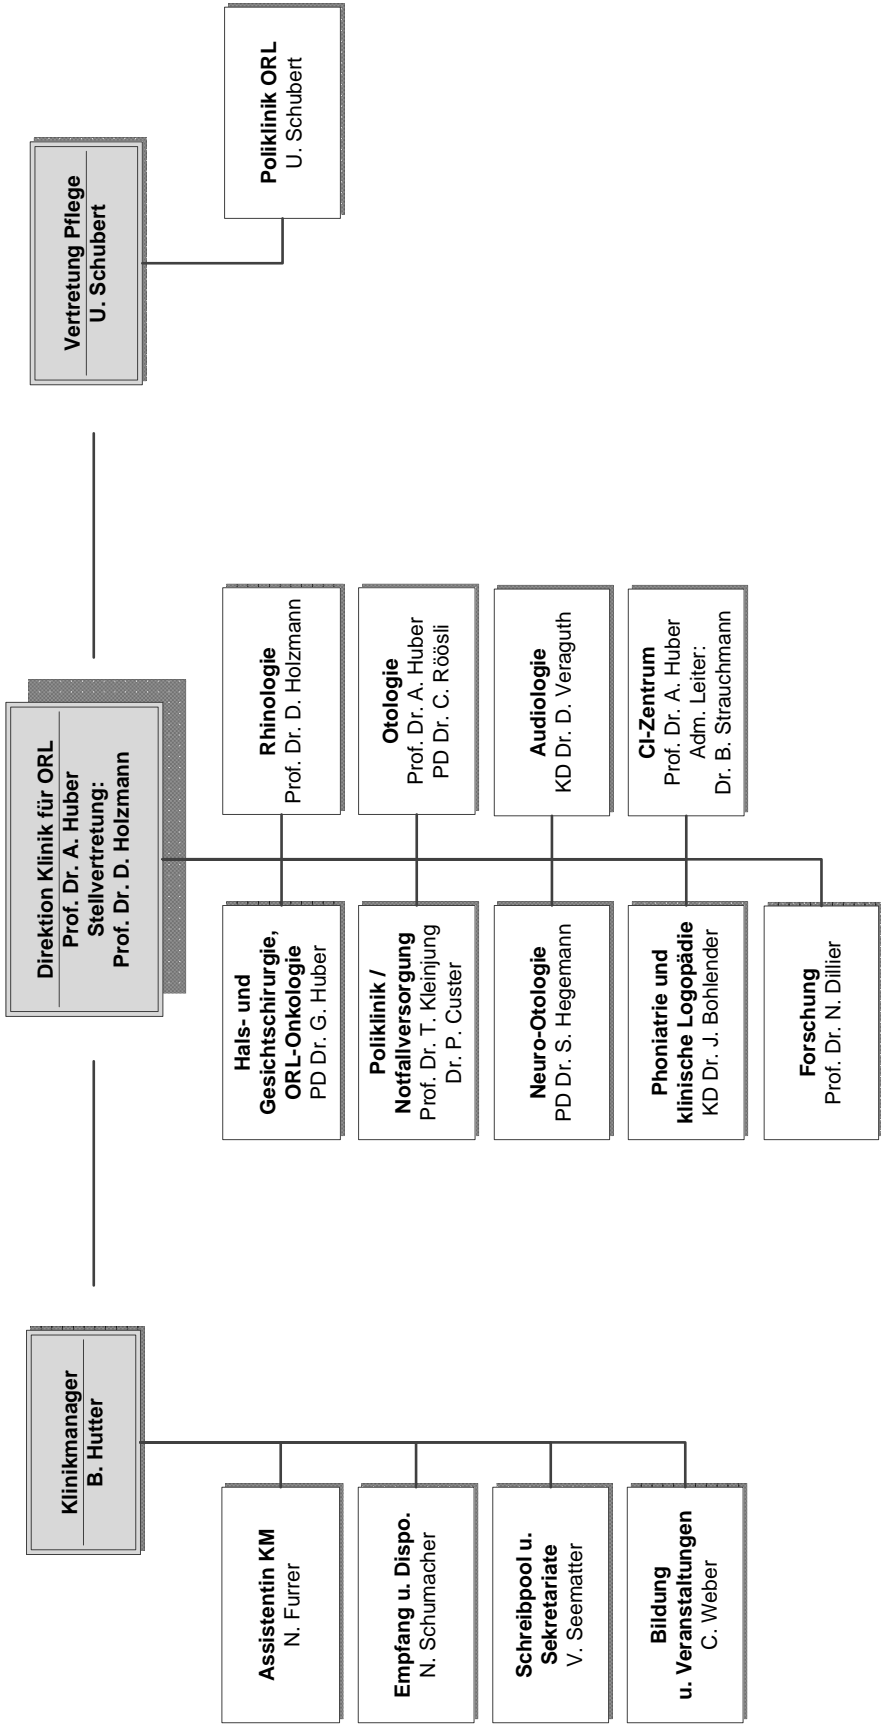 Klinikmanager
B. Hutter
Assistentin KM
N. Furrer
Empfang u. Dispo.
N. Schumacher
Schreibpool u.
Sekretariate
V. Seematter
Bildung
u. Veranstaltungen
C. Weber
Direktion Klinik für ORL
Prof. Dr. A. Huber
Stellvertretung:
Prof. Dr. D. Holzmann
Hals- und
Gesichtschirurgie,
ORL-Onkologie
PD Dr. G. Huber
Rhinologie
Prof. Dr. D. Holzmann
Poliklinik /
Notfallversorgung
Prof. Dr. T. Kleinjung
Dr. P. Custer
Otologie
Prof. Dr. A. Huber
PD Dr. C. Röösli
Neuro-Otologie
PD Dr. S. Hegemann
Audiologie
KD Dr. D. Veraguth
Phoniatrie und
klinische Logopädie
KD Dr. J. Bohlender
CI-Zentrum
Prof. Dr. A. Huber
Adm. Leiter:
Dr. B. Strauchmann
Forschung
Prof. Dr. N. Dillier
Vertretung Pflege
U. Schubert
Poliklinik ORL
U. Schubert